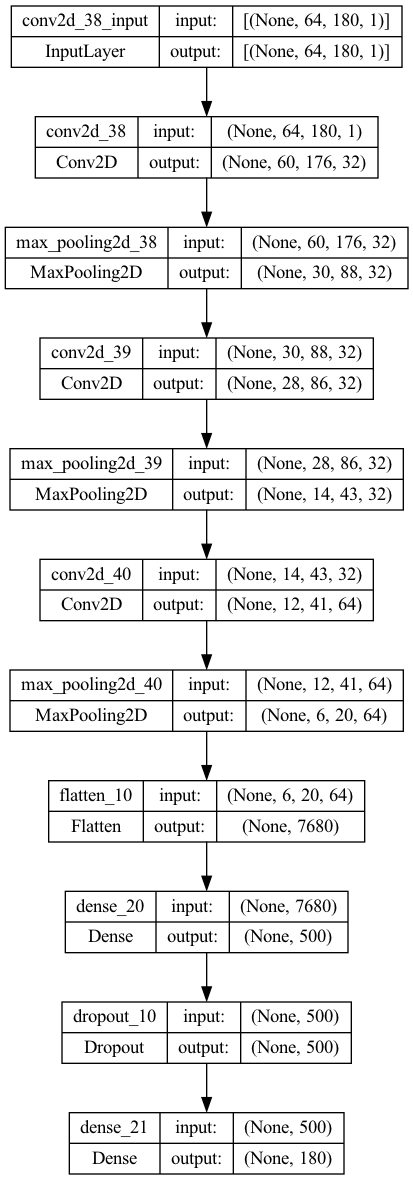 conv2d_38_input input: [(None, 64, 180, 1)]
InputLayer output: [(None, 64, 180, 1)]
conv2d_38 input: (None, 64, 180, 1)
Conv2D output: (None, 60, 176, 32)
max_pooling2d_38 input: (None, 60, 176, 32)
MaxPooling2D output: (None, 30, 88, 32)
conv2d_39 input: (None, 30, 88, 32)
Conv2D output: (None, 28, 86, 32)
max_pooling2d_39 input: (None, 28, 86, 32)
MaxPooling2D output: (None, 14, 43, 32)
conv2d_40 input: (None, 14, 43, 32)
Conv2D output: (None, 12, 41, 64)
max_pooling2d_40 input: (None, 12, 41, 64)
MaxPooling2D output: (None, 6, 20, 64)
flatten_10 input: (None, 6, 20, 64)
Flatten output: (None, 7680)
dense_20 input: (None, 7680)
Dense output: (None, 500)
dropout_10 input: (None, 500)
Dropout output: (None, 500)
dense_21 input: (None, 500)
Dense output: (None, 180)